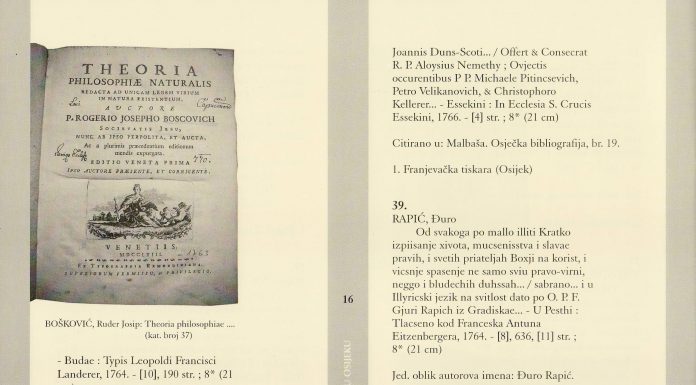 THEORIA
PHILOSOPHIÆ NATURALIS
REDACTA AD UNICAM LEGEM VIRIUM
IN NATURA EXISTENTIUM,
AUCTORE
P. ROGERIO JOSEPHO BOSCOVICH
SOCIETATIS JESU,
NUNC AB IPSO PERPOLITA, ET AUCTA,
Ac a plurimis præcedentium editionum
mendis expurgata.
EDITIO VENETA PRIMA
IPSO AUCTORE PRÆSENTE, ET CORRIGENTE.
VENETIIS,
MDCCLXIII.
1763
EX TYPOGRAPHIA REMONDINIANA.
SUPERIORUM PERMISSU, ac PRIVILEGIO.
BOŠKOVIĆ, Ruđer Josip: Theoria philosophiae ....
(kat. broj 37)
- Budae : Typis Leopoldi Francisci
Landerer, 1764. - [10], 190 str. ; 8* (21
16
U OSIJEKU
Joannis Duns-Scoti... / Offert & Consecrat
R. P. Aloysius Nemethy ; Ovjectis
occurentibus P P. Michaele Pitincsevich,
Petro Velikanovich, & Christophoro
Kellerer... - Essekini : In Ecclesia S. Crucis
Essekini, 1766. - [4] str. ; 8* (21 cm)
Citirano u: Malbaša. Osječka bibliografija, br. 19.
1. Franjevačka tiskara (Osijek)
39.
RAPIĆ, Đuro
Od svakoga po mallo illiti Kratko
izpiisanje xivota, mucsenisstva i slavae
pravih, i svetih priateljah Boxji na korist, i
vicsnje spasenje ne samo sviu pravo-virni,
neggo i bludechih duhssah... / sabrano... i u
Illyricski jezik na svitlost dato po O. P. F.
Gjuri Rapich iz Gradiskae... - U Pesthi :
Tlacseno kod Franceska Antuna
Eitzenbergera, 1764. - [8], 636, [11] str. ;
8* (21 cm)
Jed. oblik autorova imena: Đuro Rapić.